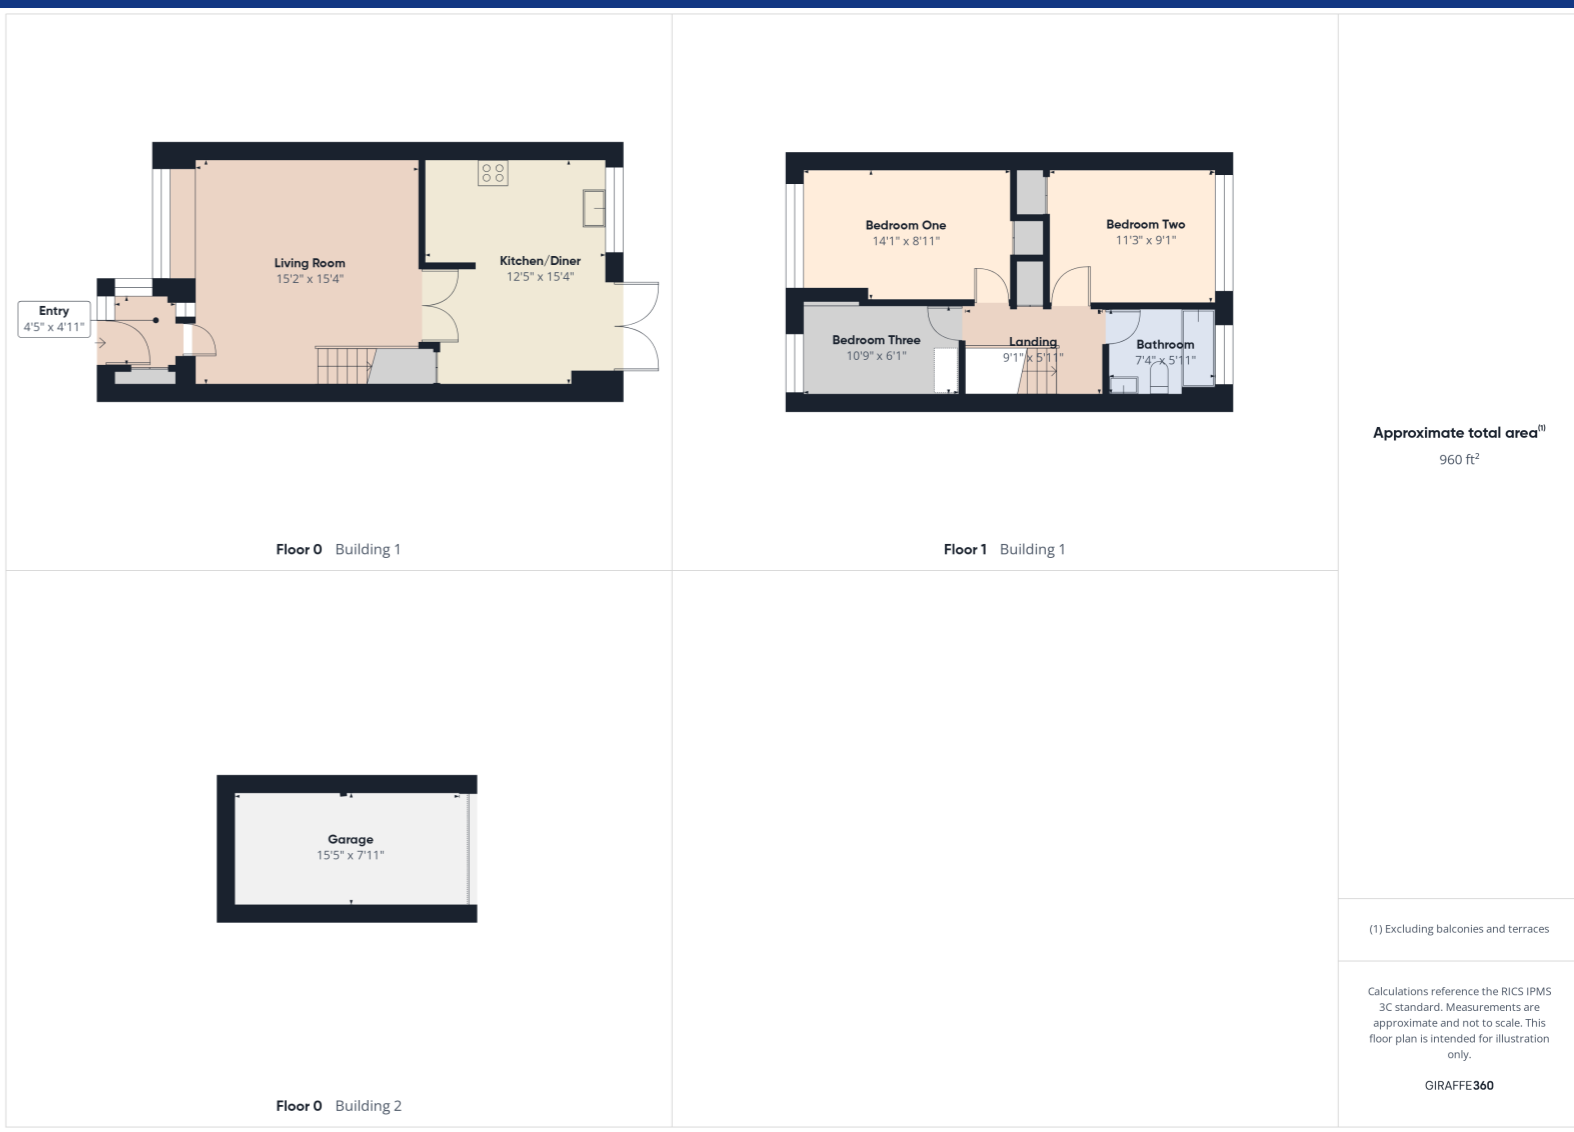 Living Room
15'2" x 15'4"
Kitchen/Diner
12'5" x 15'4"
Entry
4'5" x 4'11"
Floor 0 Building 1
Bedroom One
14'1" x 8'11"
Bedroom Two
11'3" x 9'1"
Bedroom Three
10'9" x 6'1"
Landing
9'1" x 5'11"
Bathroom
7'4" x 5'11"
Floor 1 Building 1
Garage
15'5" x 7'11"
Floor 0 Building 2
Approximate total area(1)
960 ft²
(1) Excluding balconies and terraces
Calculations reference the RICS IPMS
3C standard. Measurements are
approximate and not to scale. This
floor plan is intended for illustration
only.
GIRAFFE360